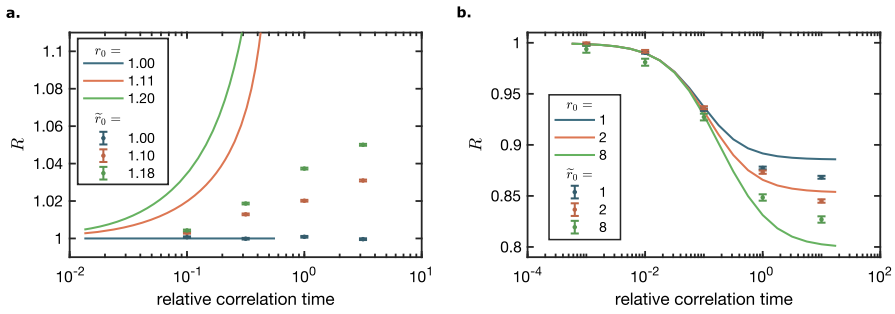 a.
R
1.1
1.08
1.06
1.04
1.02
1
r₀ =
1.00
1.11
1.20
r̃₀ =
1.00
1.10
1.18
10⁻² 10⁻¹ 10⁰ 10¹
relative correlation time
b.
R
1
0.95
0.9
0.85
0.8
r₀ =
1
2
8
r̃₀ =
1
2
8
10⁻⁴ 10⁻² 10⁰ 10²
relative correlation time